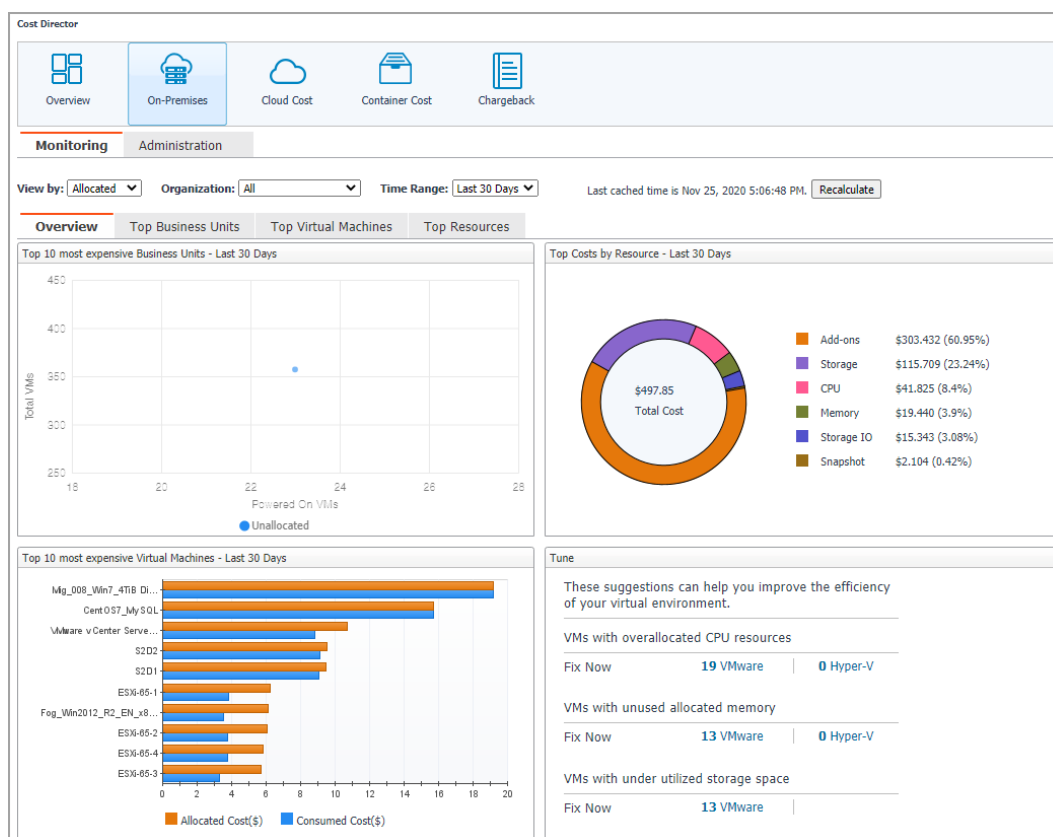 Cost Director
Overview On-Premises Cloud Cost Container Cost Chargeback
Monitoring Administration
View by: Allocated Organization: All Time Range: Last 30 Days Last cached time is Nov 25, 2020 5:06:48 PM. Recalculate
Overview Top Business Units Top Virtual Machines Top Resources
Top 10 most expensive Business Units - Last 30 Days
450
400
350
300
250
Total VMs
18 20 22 24 26 28
Powered On VMs
Unallocated
Top Costs by Resource - Last 30 Days
$497.85
Total Cost
Add-ons $303.432 (60.95%)
Storage $115.709 (23.24%)
CPU $41.825 (8.4%)
Memory $19.440 (3.9%)
Storage IO $15.343 (3.08%)
Snapshot $2.104 (0.42%)
Top 10 most expensive Virtual Machines - Last 30 Days
Mig_008_Win7_4TiB Di...
CentOS7_MySQL
VMware vCenter Serve...
S2D2
S2D1
ESXi-65-1
Fog_Win2012_R2_EN_x8...
ESXi-65-2
ESXi-65-4
ESXi-65-3
0 2 4 6 8 10 12 14 16 18 20
Allocated Cost($) Consumed Cost($)
Tune
These suggestions can help you improve the efficiency
of your virtual environment.
VMs with overallocated CPU resources
Fix Now 19 VMware 0 Hyper-V
VMs with unused allocated memory
Fix Now 13 VMware 0 Hyper-V
VMs with under utilized storage space
Fix Now 13 VMware